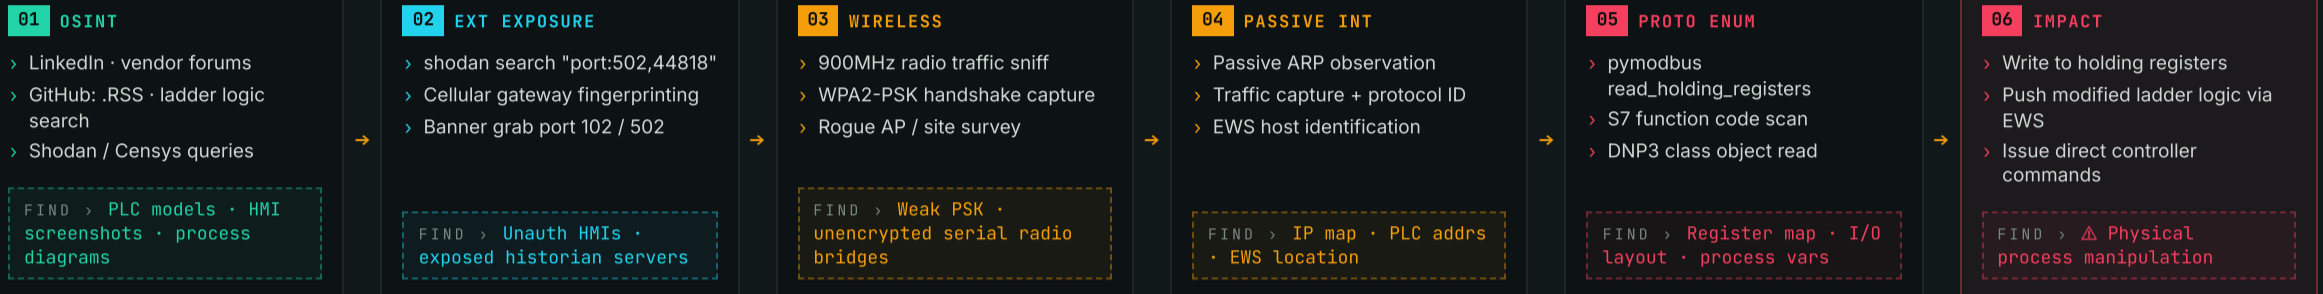 01 OSINT
› LinkedIn · vendor forums
› GitHub: .RSS · ladder logic
search
› Shodan / Censys queries
FIND › PLC models · HMI
screenshots · process
diagrams
→
02 EXT EXPOSURE
› shodan search "port:502,44818"
› Cellular gateway fingerprinting
› Banner grab port 102 / 502
FIND › Unauth HMIs ·
exposed historian servers
→
03 WIRELESS
› 900MHz radio traffic sniff
› WPA2-PSK handshake capture
› Rogue AP / site survey
FIND › Weak PSK ·
unencrypted serial radio
bridges
→
04 PASSIVE INT
› Passive ARP observation
› Traffic capture + protocol ID
› EWS host identification
FIND › IP map · PLC addrs
· EWS location
→
05 PROTO ENUM
› pymodbus
read_holding_registers
› S7 function code scan
› DNP3 class object read
FIND › Register map · I/O
layout · process vars
→
06 IMPACT
› Write to holding registers
› Push modified ladder logic via
EWS
› Issue direct controller
commands
FIND › ⚠ Physical
process manipulation